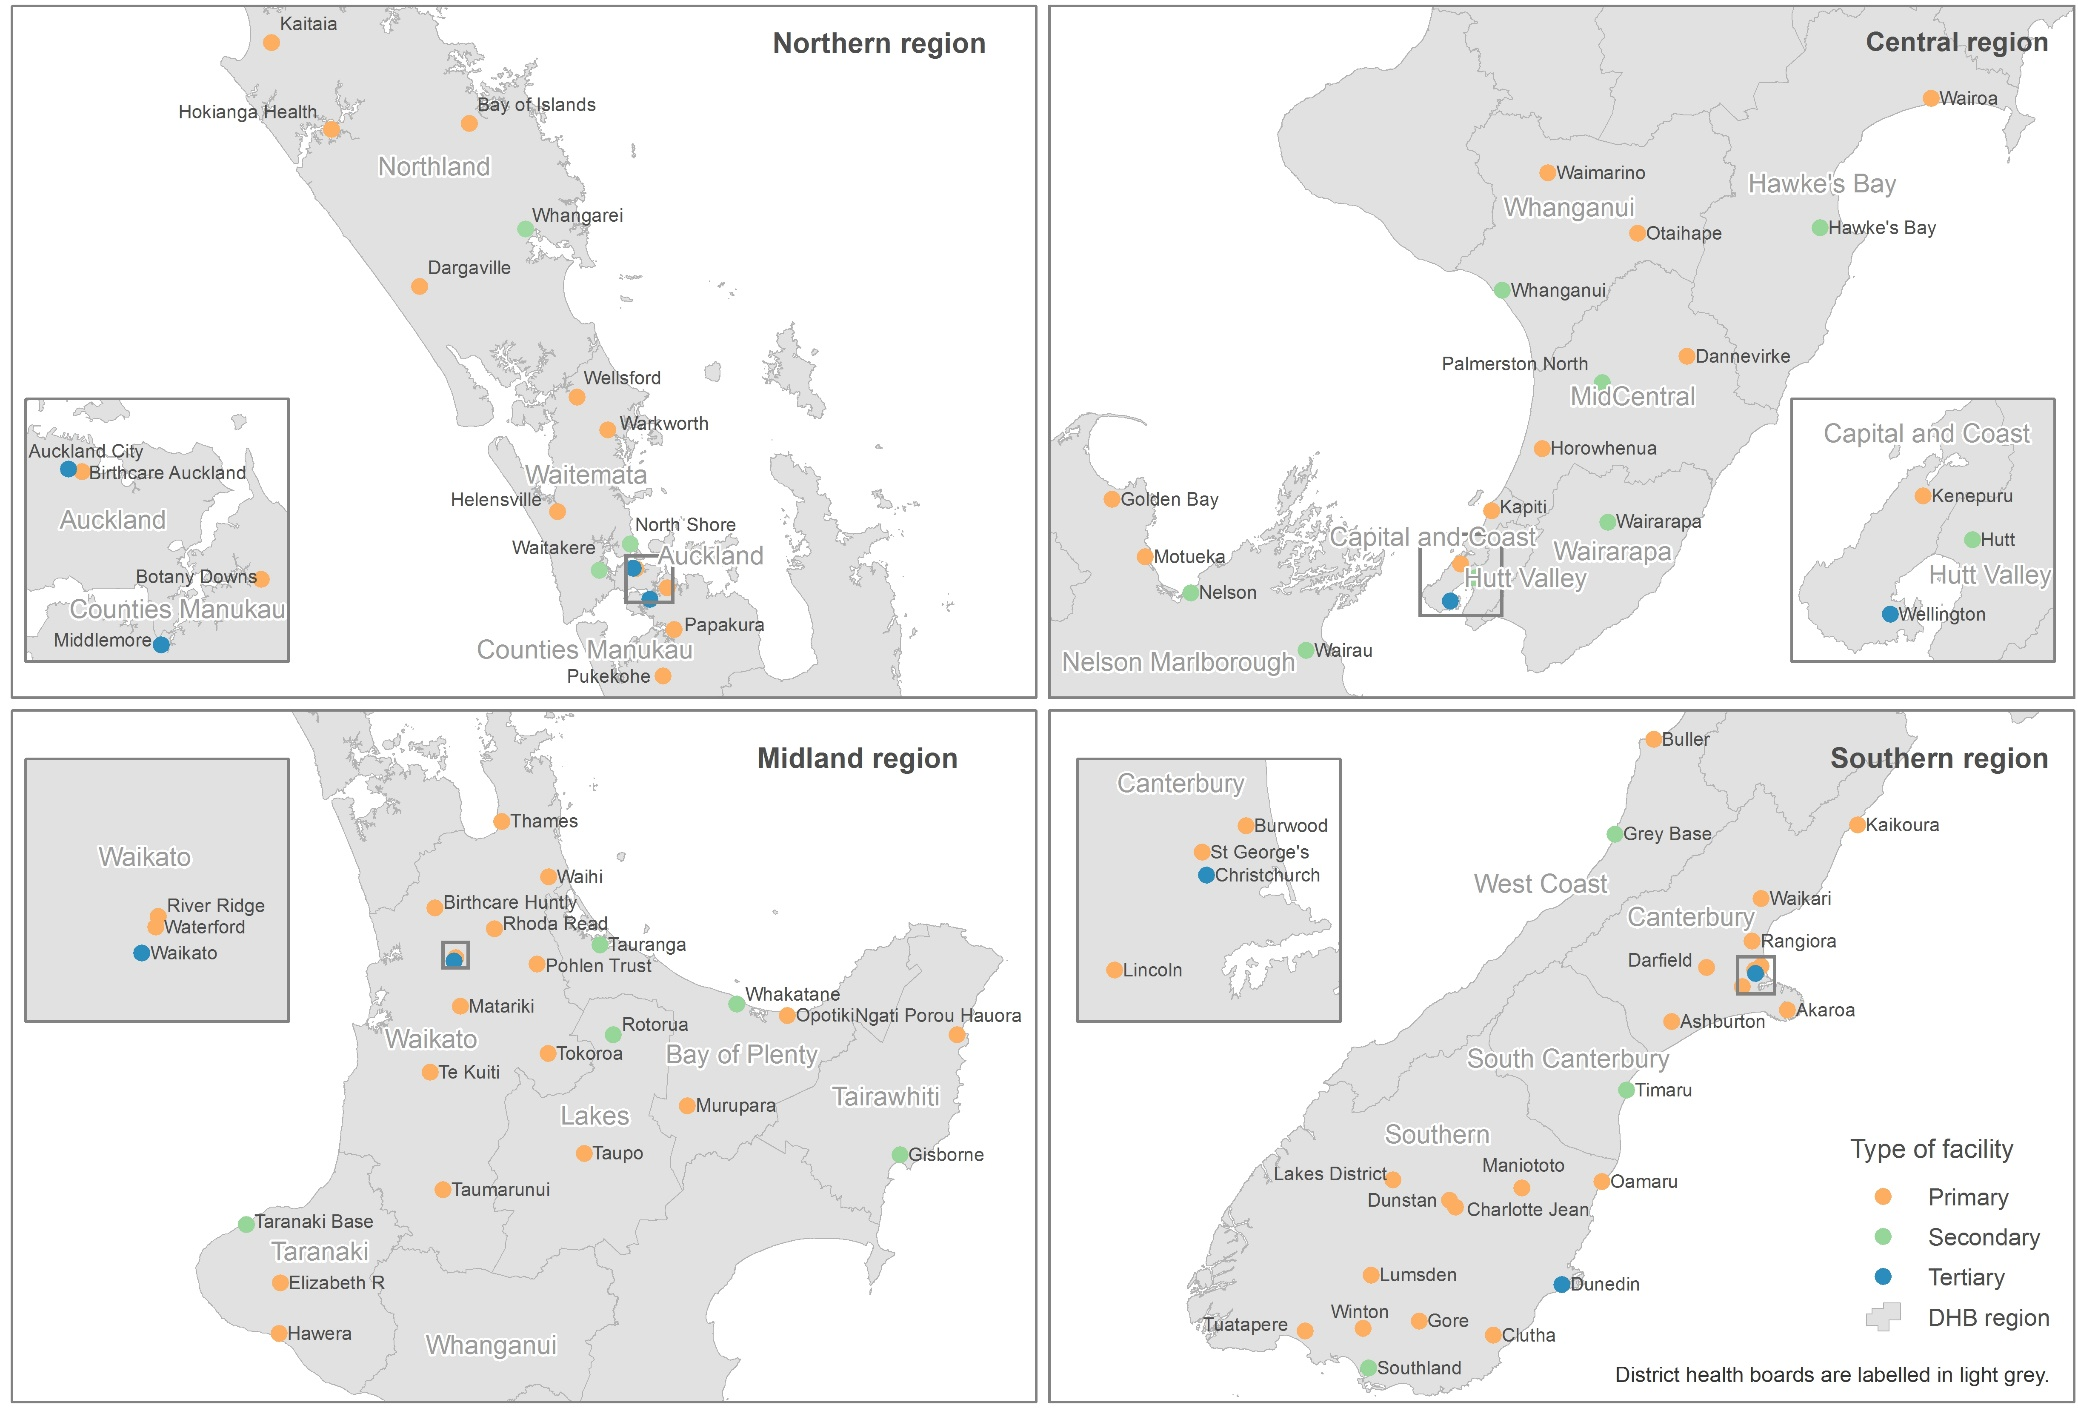 Northern region
Kaitaia
Hokianga Health
Bay of Islands
Northland
Whangarei
Dargaville
Wellsford
Warkworth
Waitemata
Helensville
North Shore
Waitakere
Auckland
Papakura
Counties Manukau
Pukekohe
Auckland City
Birthcare Auckland
Auckland
Botany Downs
Counties Manukau
Middlemore
Central region
Wairoa
Waimarino
Hawke's Bay
Whanganui
Otaihape
Hawke's Bay
Whanganui
Palmerston North
Dannevirke
MidCentral
Horowhenua
Golden Bay
Kapiti
Wairarapa
Capital and Coast
Wairarapa
Motueka
Hutt Valley
Nelson
Wairau
Nelson Marlborough
Capital and Coast
Kenepuru
Hutt
Hutt Valley
Wellington
Midland region
Waikato
River Ridge
Waterford
Waikato
Thames
Waihi
Birthcare Huntly
Rhoda Read
Tauranga
Pohlen Trust
Whakatane
Matariki
Opotiki
Ngati Porou Hauora
Rotorua
Waikato
Tokoroa
Bay of Plenty
Te Kuiti
Tairawhiti
Murupara
Lakes
Taupo
Gisborne
Taumarunui
Taranaki Base
Taranaki
Elizabeth R
Hawera
Whanganui
Southern region
Buller
Canterbury
Burwood
St George's
Christchurch
Lincoln
Kaikoura
Grey Base
West Coast
Waikari
Canterbury
Rangiora
Darfield
Akaroa
Ashburton
South Canterbury
Timaru
Southern
Maniototo
Lakes District
Oamaru
Dunstan
Charlotte Jean
Lumsden
Dunedin
Winton
Tuatapere
Gore
Clutha
Southland
Type of facility
Primary
Secondary
Tertiary
DHB region
District health boards are labelled in light grey.